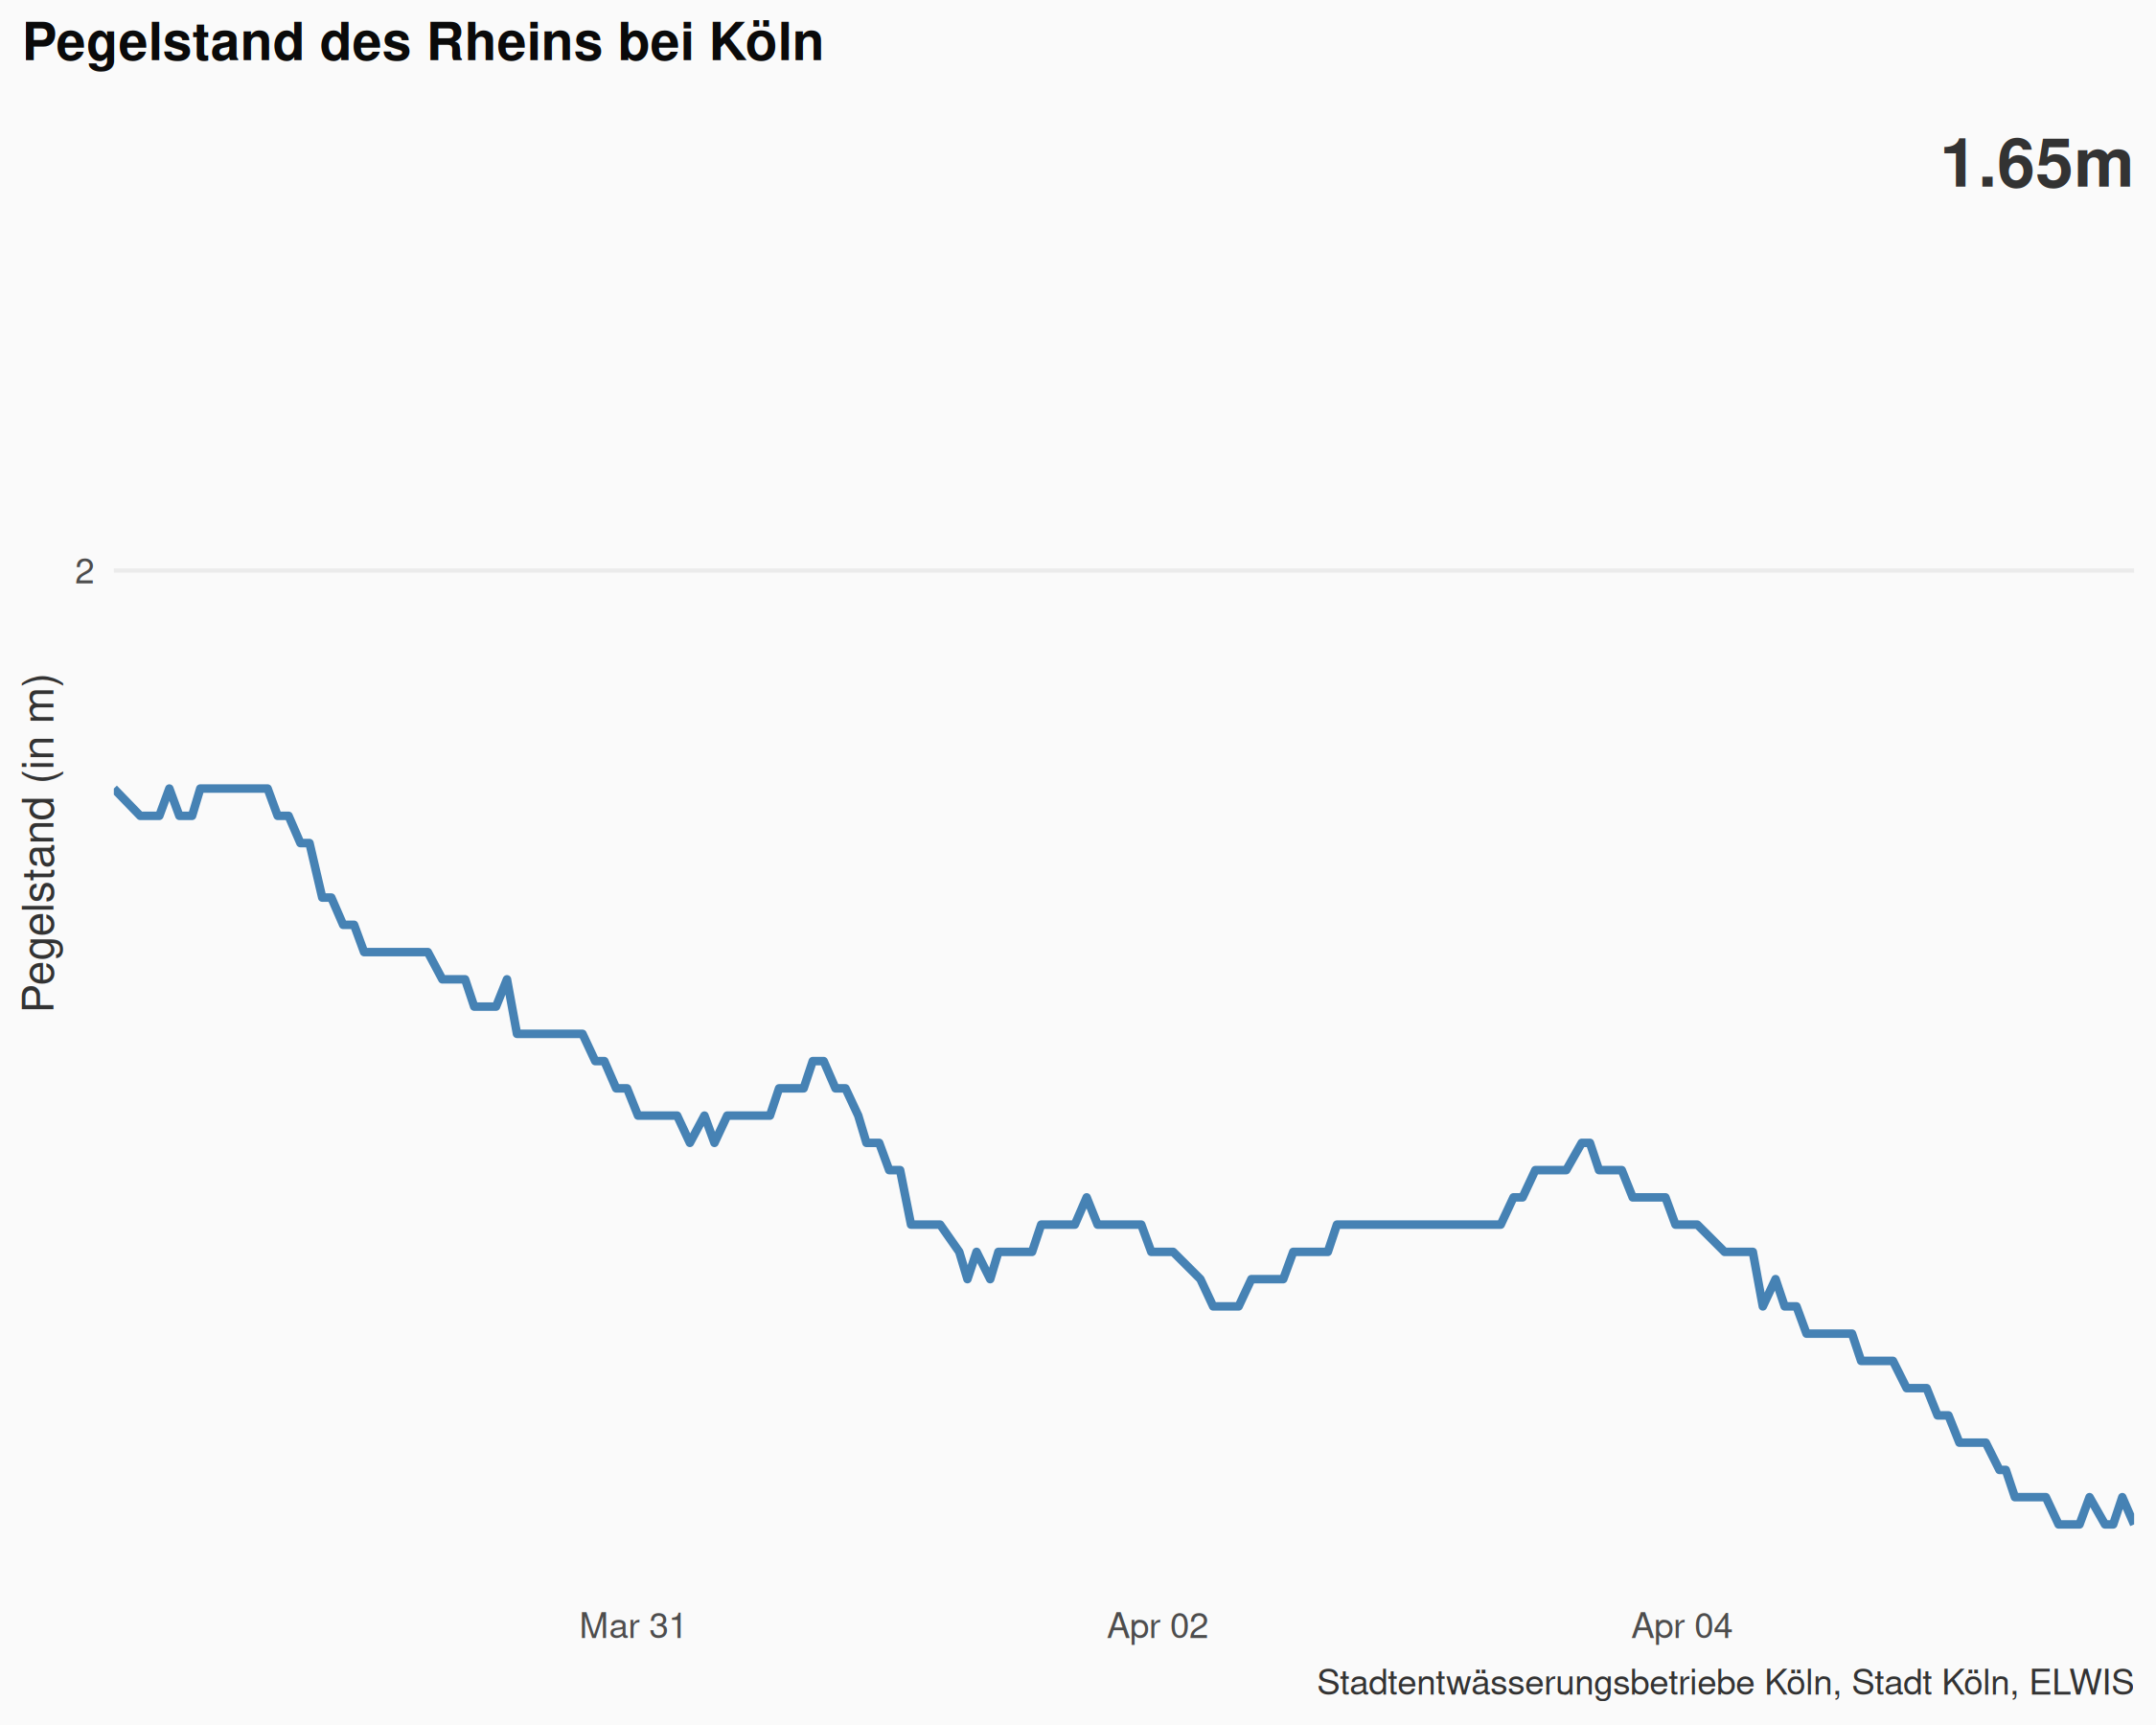 Pegelstand des Rheins bei Köln
1.65m
2
Pegelstand (in m)
Mar 31
Apr 02
Apr 04
Stadtentwässerungsbetriebe Köln, Stadt Köln, ELWIS